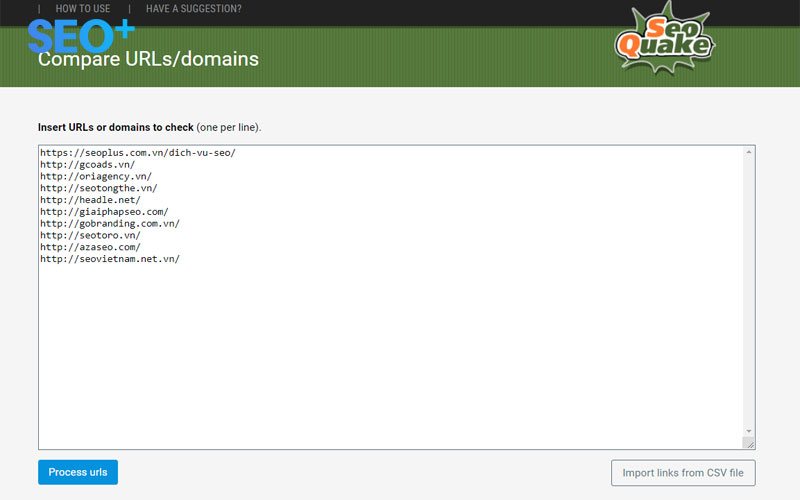 | HOW TO USE | HAVE A SUGGESTION?
SEO+
Seo
Quake
Compare URLs/domains
Insert URLs or domains to check (one per line).
https://seoplus.com.vn/dich-vu-seo/
http://gcoads.vn/
http://oriagency.vn/
http://seotongthe.vn/
http://headle.net/
http://giaiphapseo.com/
http://gobranding.com.vn/
http://seotoro.vn/
http://azaseo.com/
http://seovietnam.net.vn/
Process urls
Import links from CSV file